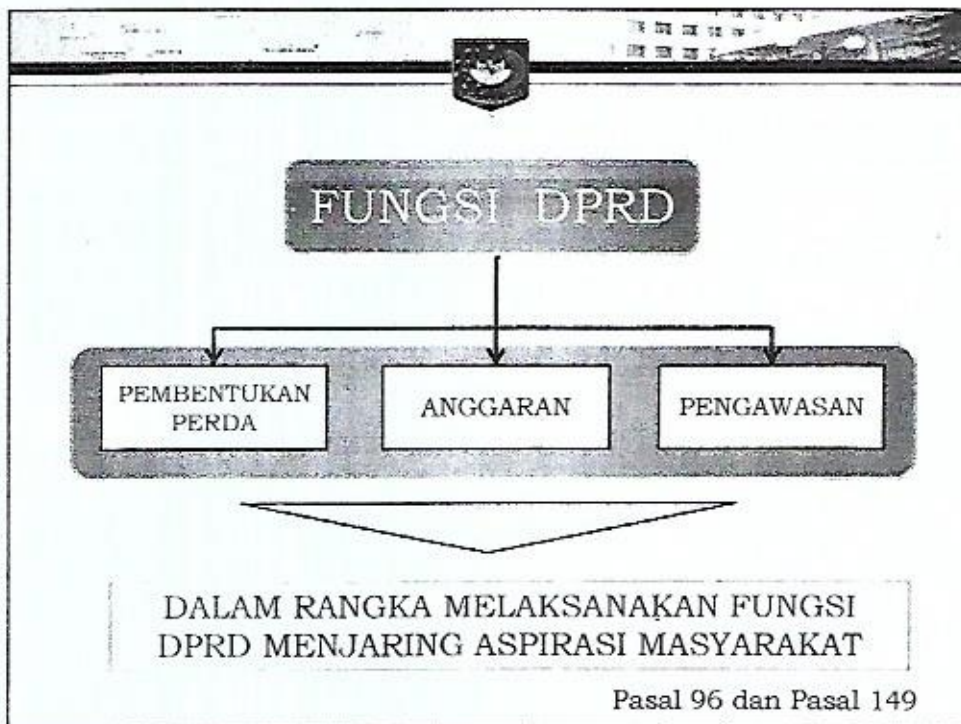 FUNGSI DPRD
PEMBENTUKAN
PERDA
ANGGARAN
PENGAWASAN
DALAM RANGKA MELAKSANAKAN FUNGSI
DPRD MENJARING ASPIRASI MASYARAKAT
Pasal 96 dan Pasal 149